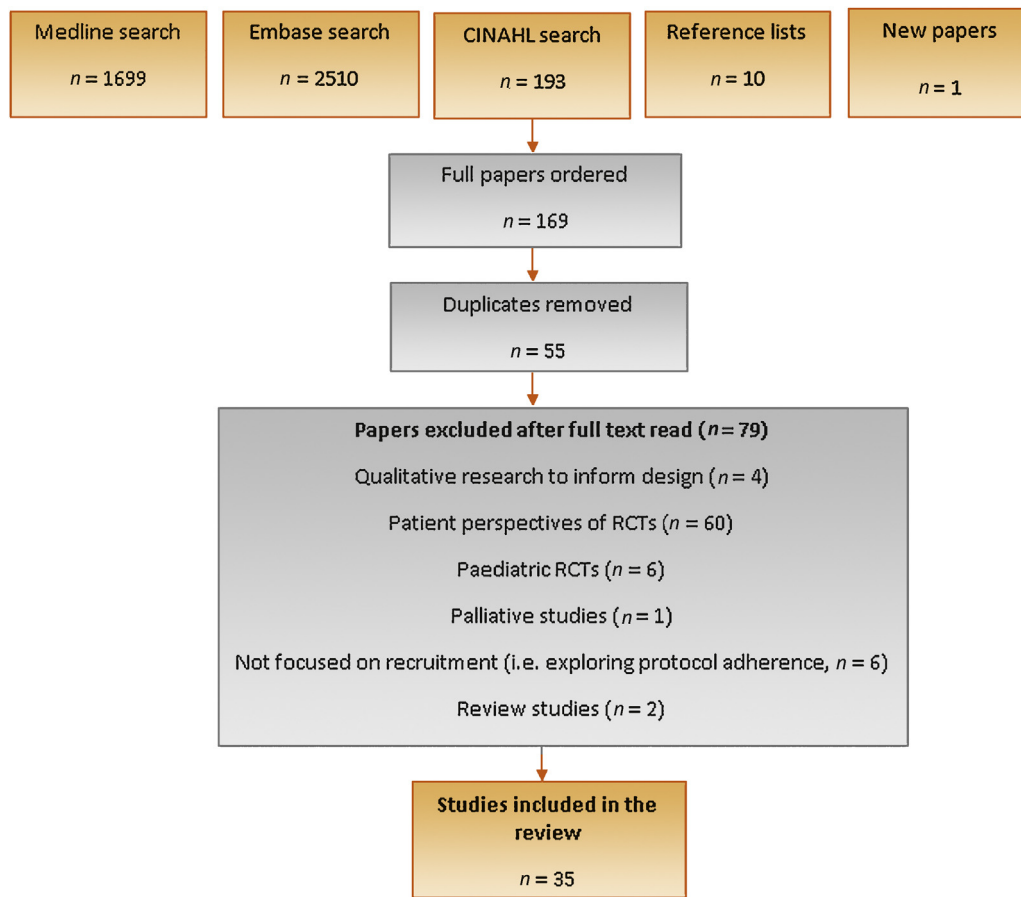 Medline search
n = 1699
Embase search
n = 2510
CINAHL search
n = 193
Reference lists
n = 10
New papers
n = 1
Full papers ordered
n = 169
Duplicates removed
n = 55
Papers excluded after full text read (n = 79)
Qualitative research to inform design (n = 4)
Patient perspectives of RCTs (n = 60)
Paediatric RCTs (n = 6)
Palliative studies (n = 1)
Not focused on recruitment (i.e. exploring protocol adherence, n = 6)
Review studies (n = 2)
Studies included in the
review
n = 35